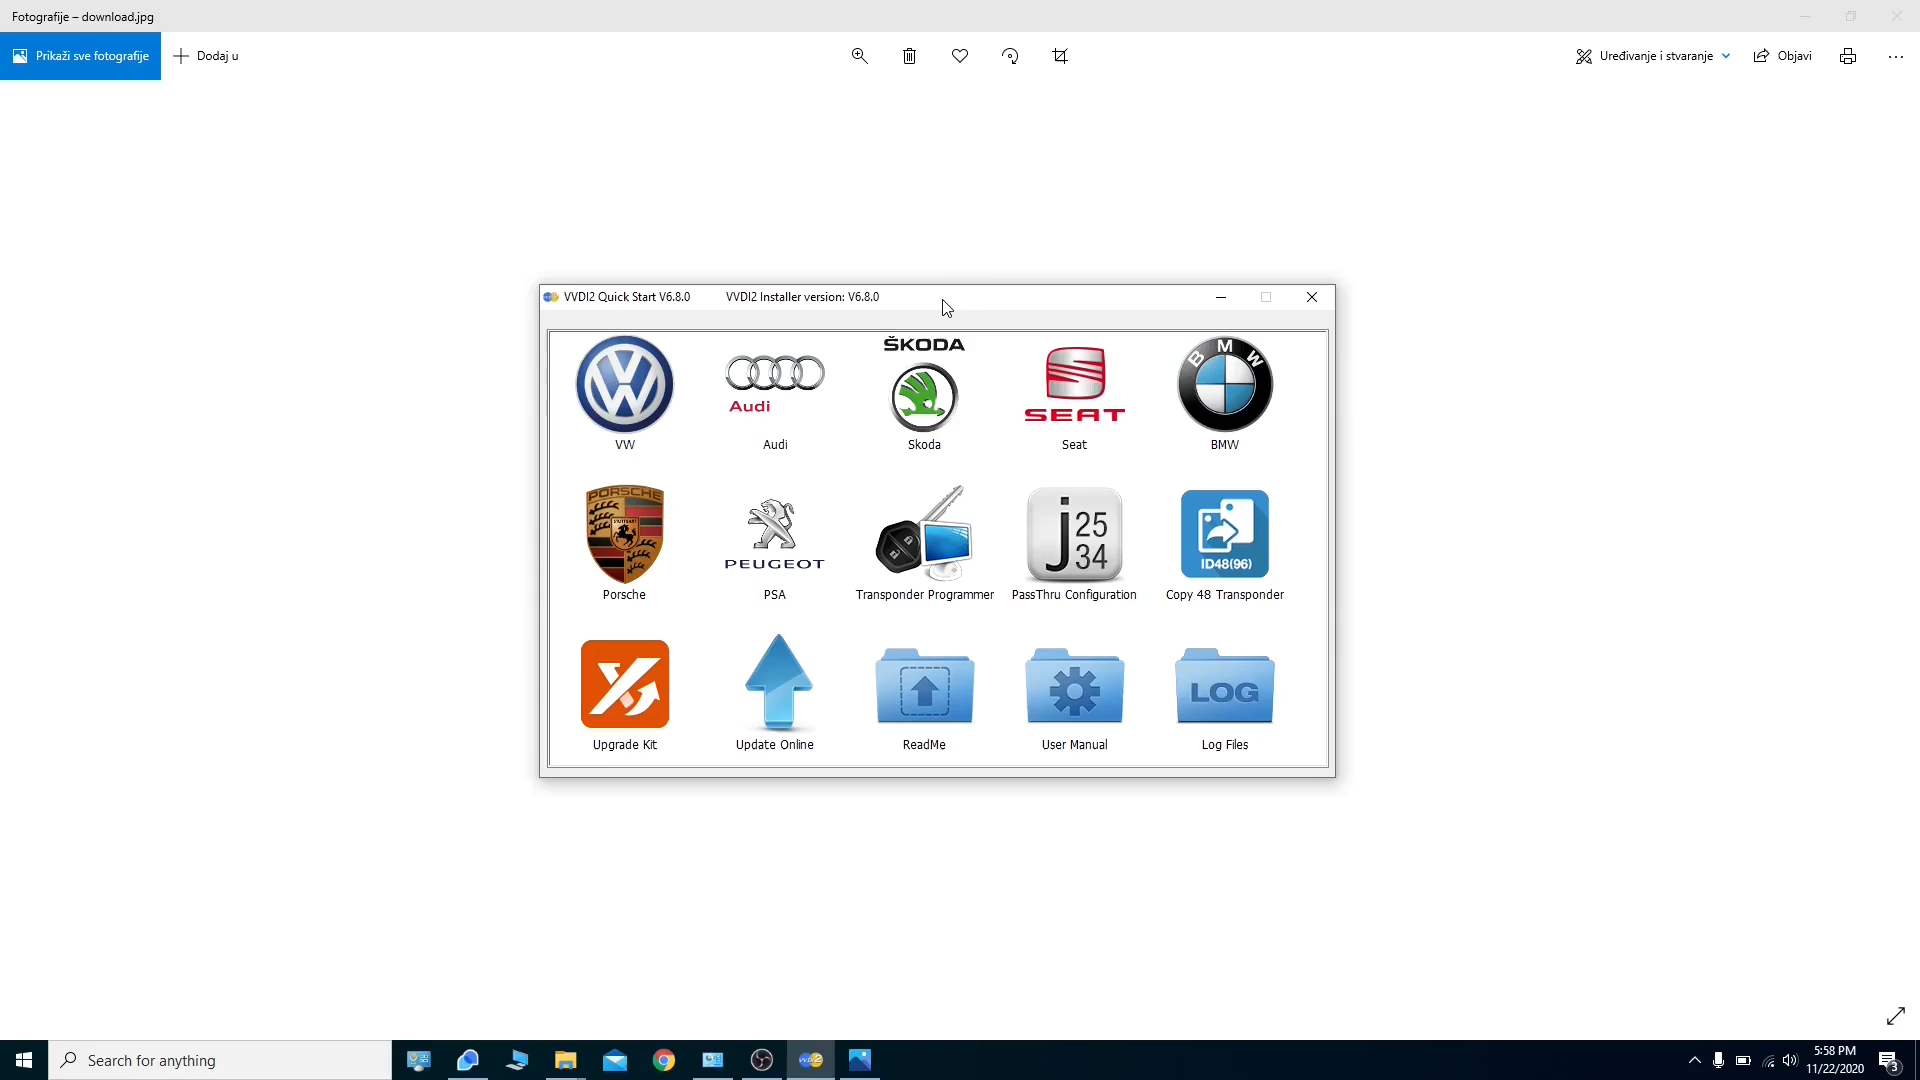 Fotografije – download.jpg
Prikaži sve fotografije
Dodaj u
Uređivanje i stvaranje
Objavi
VVDI2 Quick Start V6.8.0
VVDI2 Installer version: V6.8.0
Audi
ŠKODA
SEAT
BMW
VW
Audi
Skoda
Seat
BMW
PORSCHE
STUTTGART
PEUGEOT
j 25
34
ID48(96)
Porsche
PSA
Transponder Programmer
PassThru Configuration
Copy 48 Transponder
LOG
Upgrade Kit
Update Online
ReadMe
User Manual
Log Files
Search for anything
5:58 PM
11/22/2020
3